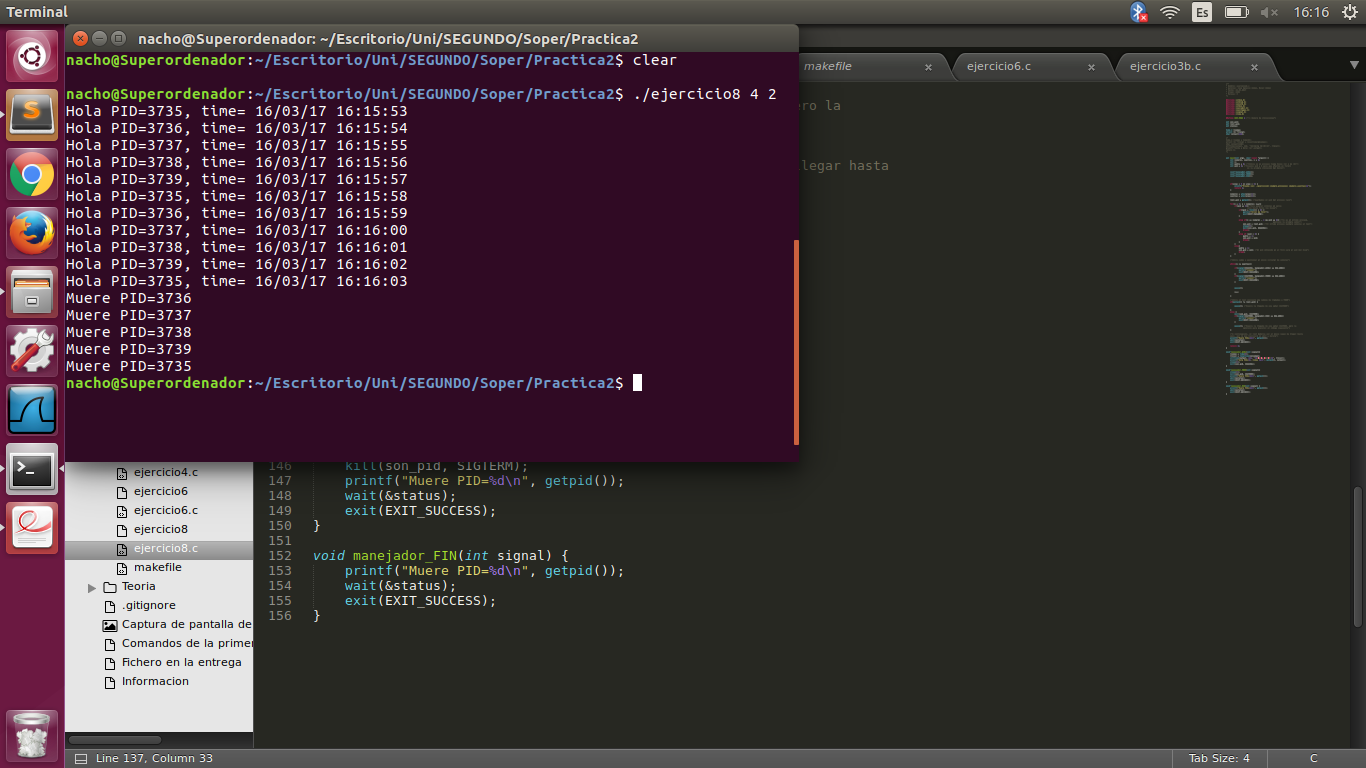 Terminal
Es
16:16
nacho@Superordenador: ~/Escritorio/Uni/SEGUNDO/Soper/Practica2
nacho@Superordenador:~/Escritorio/Uni/SEGUNDO/Soper/Practica2$ clear
nacho@Superordenador:~/Escritorio/Uni/SEGUNDO/Soper/Practica2$ ./ejercicio8 4 2
Hola PID=3735, time= 16/03/17 16:15:53
Hola PID=3736, time= 16/03/17 16:15:54
Hola PID=3737, time= 16/03/17 16:15:55
Hola PID=3738, time= 16/03/17 16:15:56
Hola PID=3739, time= 16/03/17 16:15:57
Hola PID=3735, time= 16/03/17 16:15:58
Hola PID=3736, time= 16/03/17 16:15:59
Hola PID=3737, time= 16/03/17 16:16:00
Hola PID=3738, time= 16/03/17 16:16:01
Hola PID=3739, time= 16/03/17 16:16:02
Hola PID=3735, time= 16/03/17 16:16:03
Muere PID=3736
Muere PID=3737
Muere PID=3738
Muere PID=3739
Muere PID=3735
nacho@Superordenador:~/Escritorio/Uni/SEGUNDO/Soper/Practica2$
makefile
ejercicio6.c
ejercicio3b.c
ero la
legar hasta
ejercicio4.c
ejercicio6
ejercicio6.c
ejercicio8
ejercicio8.c
makefile
Teoria
.gitignore
Captura de pantalla de
Comandos de la primer
Fichero en la entrega
Informacion
146 kill(son_pid, SIGTERM);
147 printf("Muere PID=%d\n", getpid());
148 wait(&status);
149 exit(EXIT_SUCCESS);
150 }
151
152 void manejador_FIN(int signal) {
153 printf("Muere PID=%d\n", getpid());
154 wait(&status);
155 exit(EXIT_SUCCESS);
156 }
Line 137, Column 33
Tab Size: 4
C